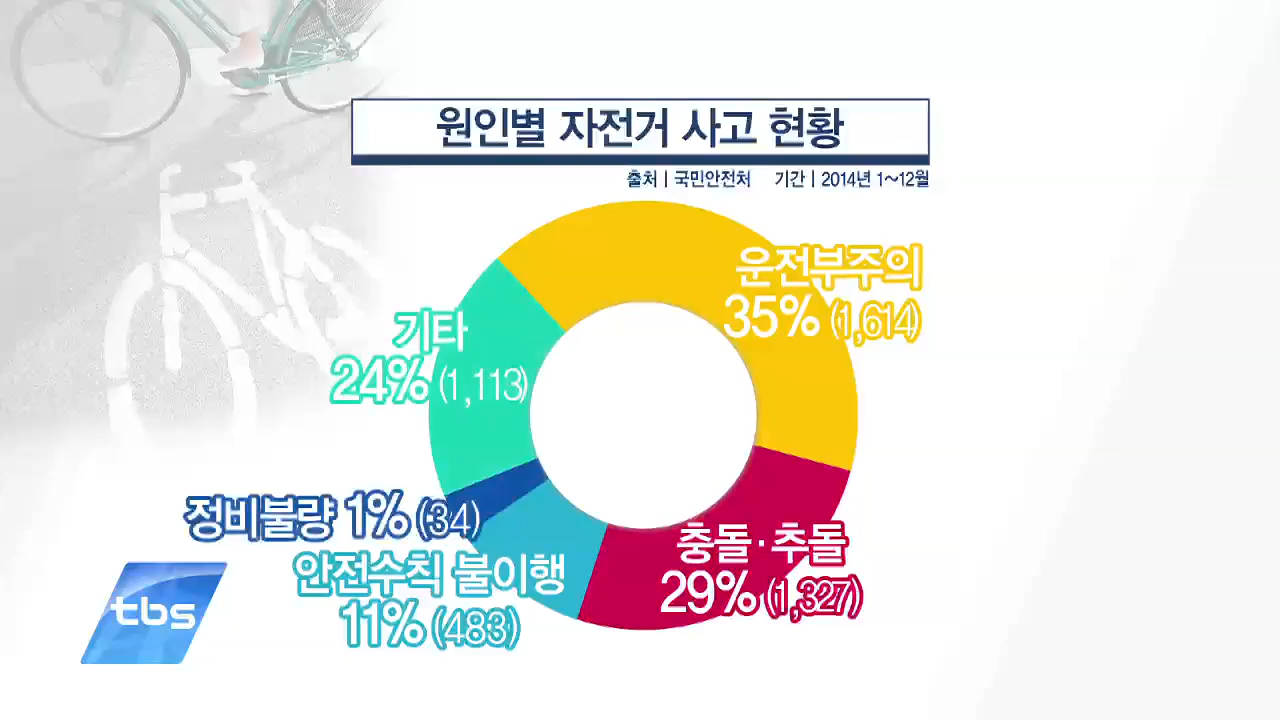 원인별 자전거 사고 현황
출처 | 국민안전처 기간 | 2014년 1~12월
운전부주의
35% (1,614)
기타
24% (1,113)
정비불량 1% (34)
안전수칙 불이행
11% (483)
충돌·추돌
29% (1,327)
tbs